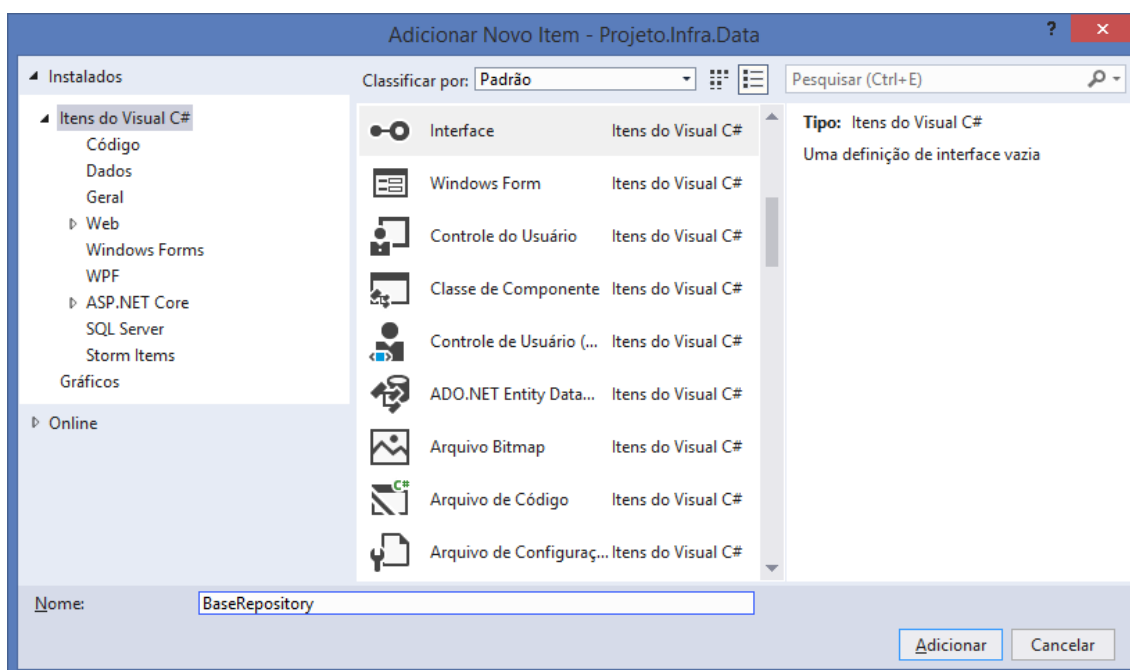 Adicionar Novo Item - Projeto.Infra.Data
?
×
Instalados
Classificar por: Padrão
Pesquisar (Ctrl+E)
Itens do Visual C#
Código
Dados
Geral
Web
Windows Forms
WPF
ASP.NET Core
SQL Server
Storm Items
Gráficos
Online
Interface Itens do Visual C#
Windows Form Itens do Visual C#
Controle do Usuário Itens do Visual C#
Classe de Componente Itens do Visual C#
Controle de Usuário (... Itens do Visual C#
ADO.NET Entity Data... Itens do Visual C#
Arquivo Bitmap Itens do Visual C#
C#
Arquivo de Código Itens do Visual C#
Arquivo de Configuraç... Itens do Visual C#
Tipo: Itens do Visual C#
Uma definição de interface vazia
Nome: BaseRepository
Adicionar Cancelar